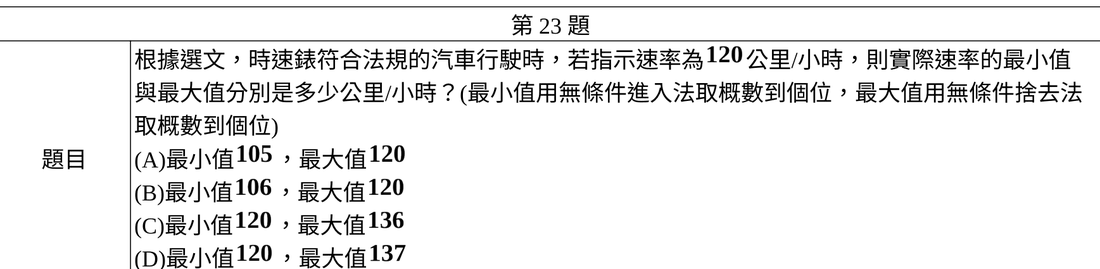 第 23 題
題目
根據選文，時速錶符合法規的汽車行駛時，若指示速率為120公里/小時，則實際速率的最小值
與最大值分別是多少公里/小時？(最小值用無條件進入法取概數到個位，最大值用無條件捨去法
取概數到個位)
(A)最小值105，最大值120
(B)最小值106，最大值120
(C)最小值120，最大值136
(D)最小值120，最大值137